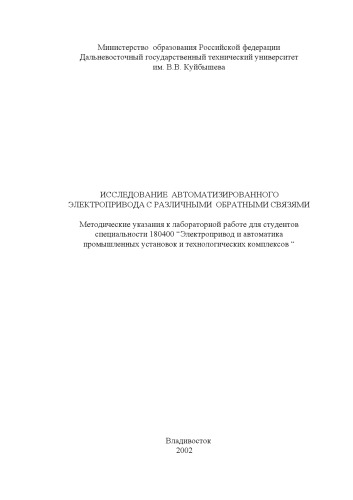 Министерство образования Российской федерации
Дальневосточный государственный технический университет
им. В.В. Куйбышева
ИССЛЕДОВАНИЕ АВТОМАТИЗИРОВАННОГО
ЭЛЕКТРОПРИВОДА С РАЗЛИЧНЫМИ ОБРАТНЫМИ СВЯЗЯМИ
Методические указания к лабораторной работе для студентов
специальности 180400 “Электропривод и автоматика
промышленных установок и технологических комплексов “
Владивосток
2002